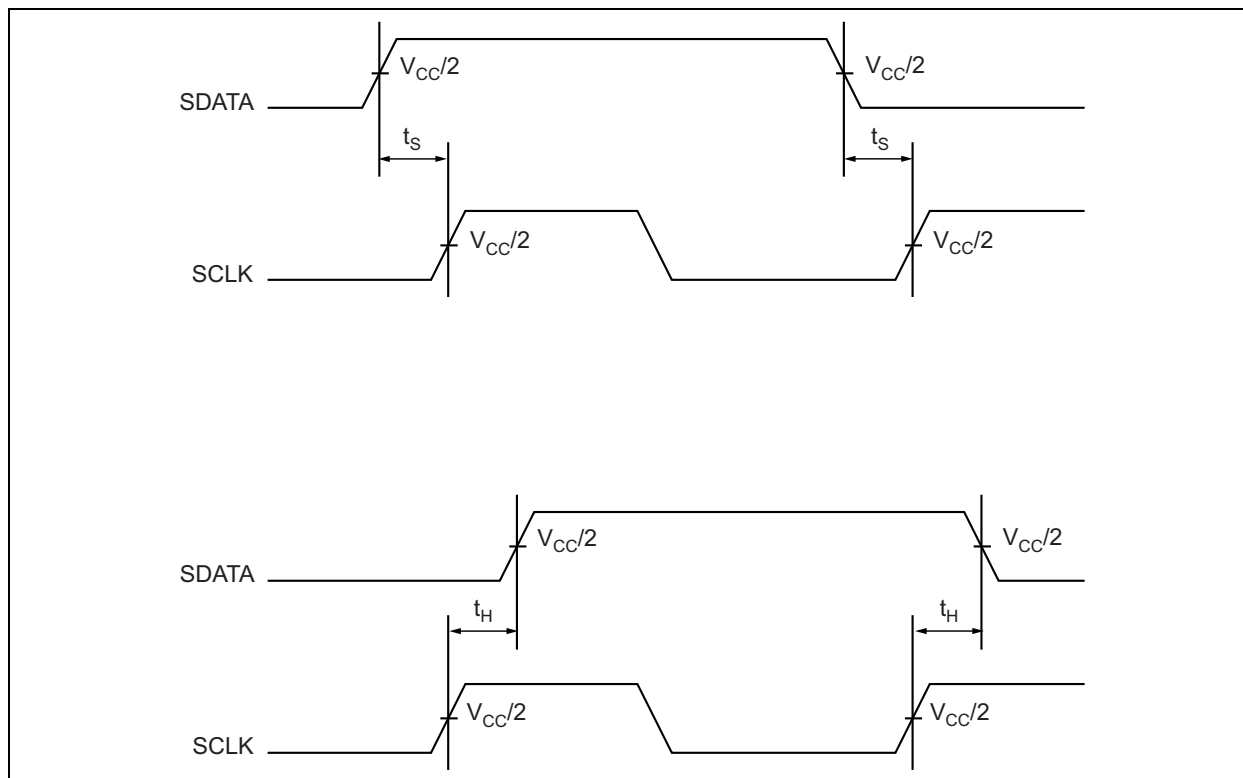 V_CC/2 V_CC/2
SDATA
t_S t_S
V_CC/2 V_CC/2
SCLK
V_CC/2 V_CC/2
SDATA
t_H t_H
V_CC/2 V_CC/2
SCLK